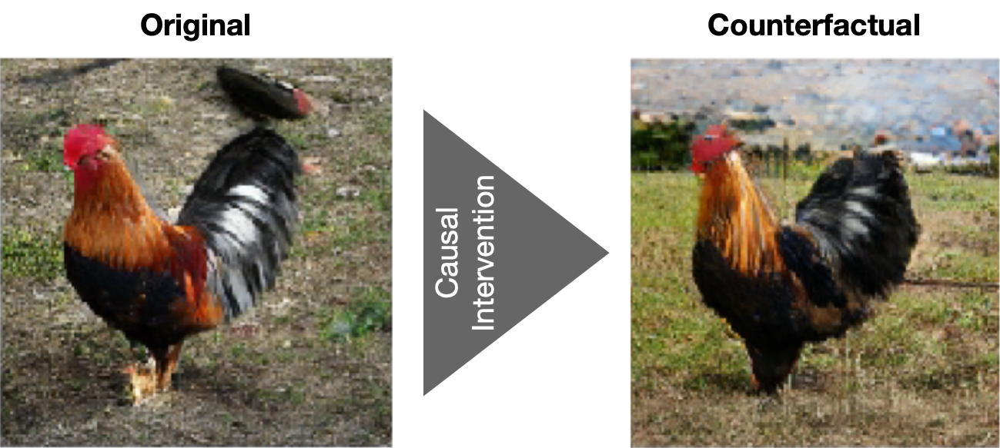 Original
Counterfactual
Causal
Intervention